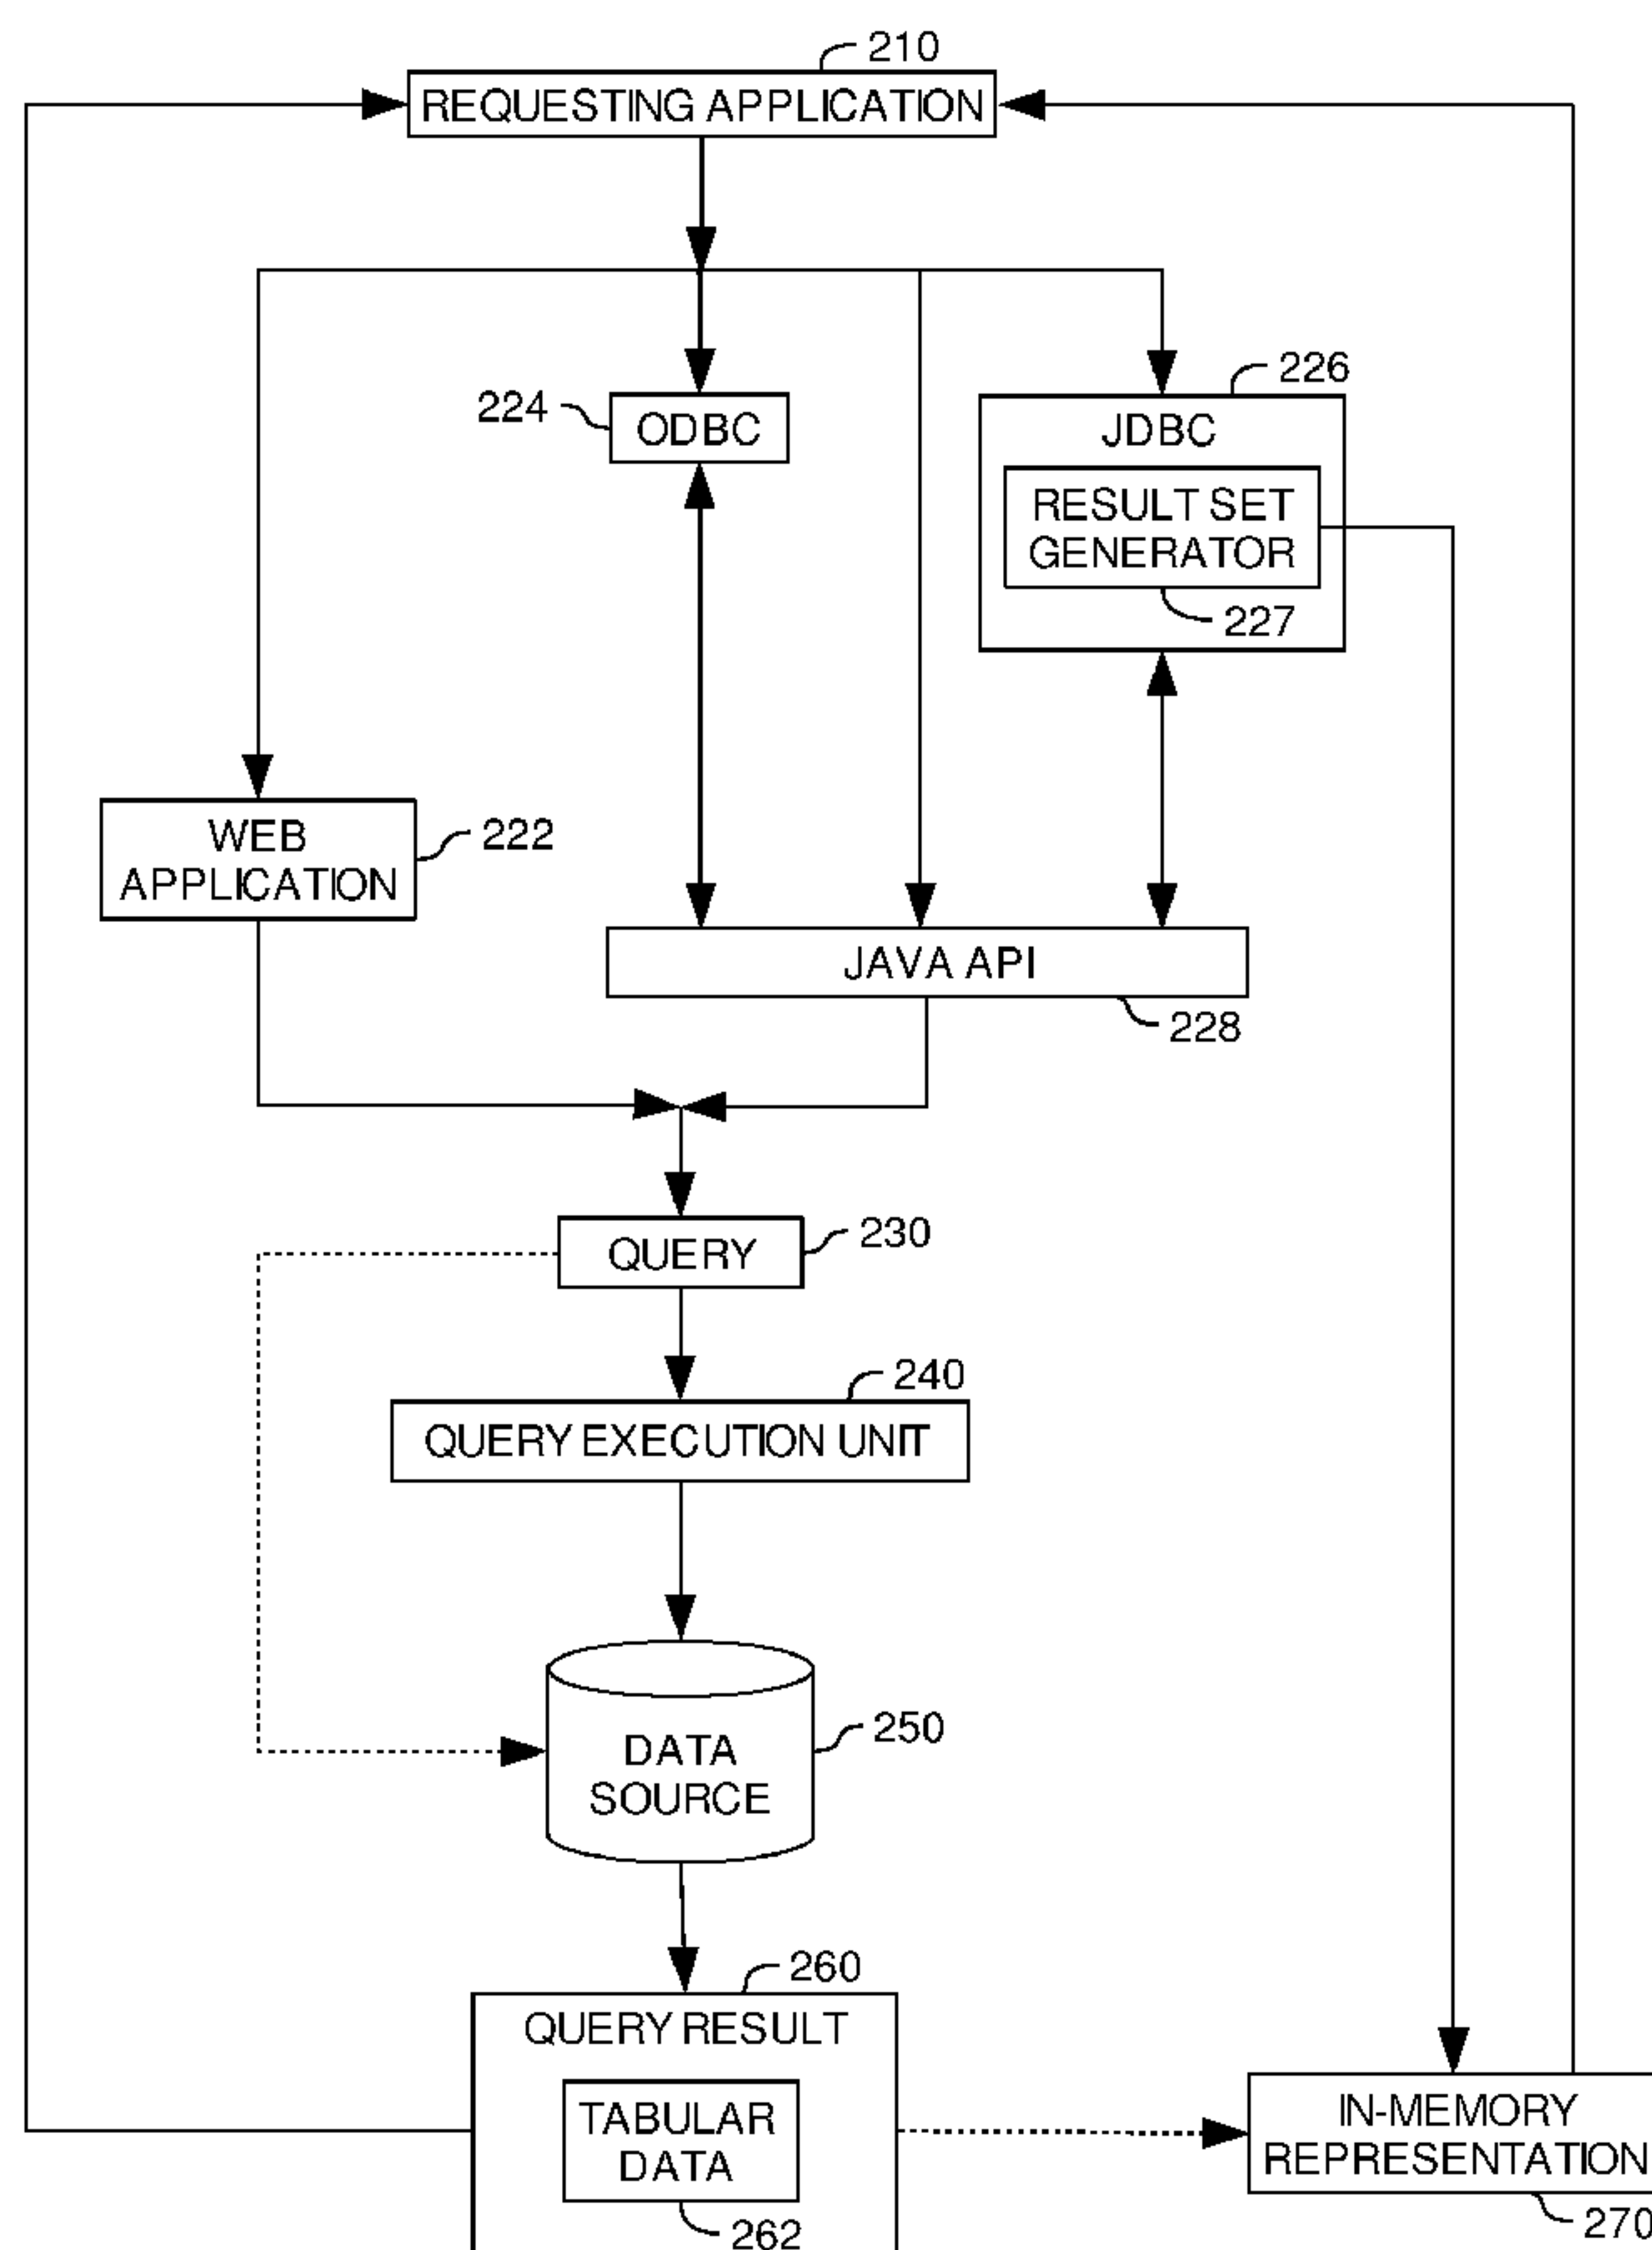 210
REQUESTING APPLICATION
226
224
ODBC
JDBC
RESULT SET
GENERATOR
227
WEB
APPLICATION
222
JAVA API
228
230
QUERY
240
QUERY EXECUTION UNIT
250
DATA
SOURCE
260
QUERY RESULT
TABULAR
DATA
262
IN-MEMORY
REPRESENTATION
270